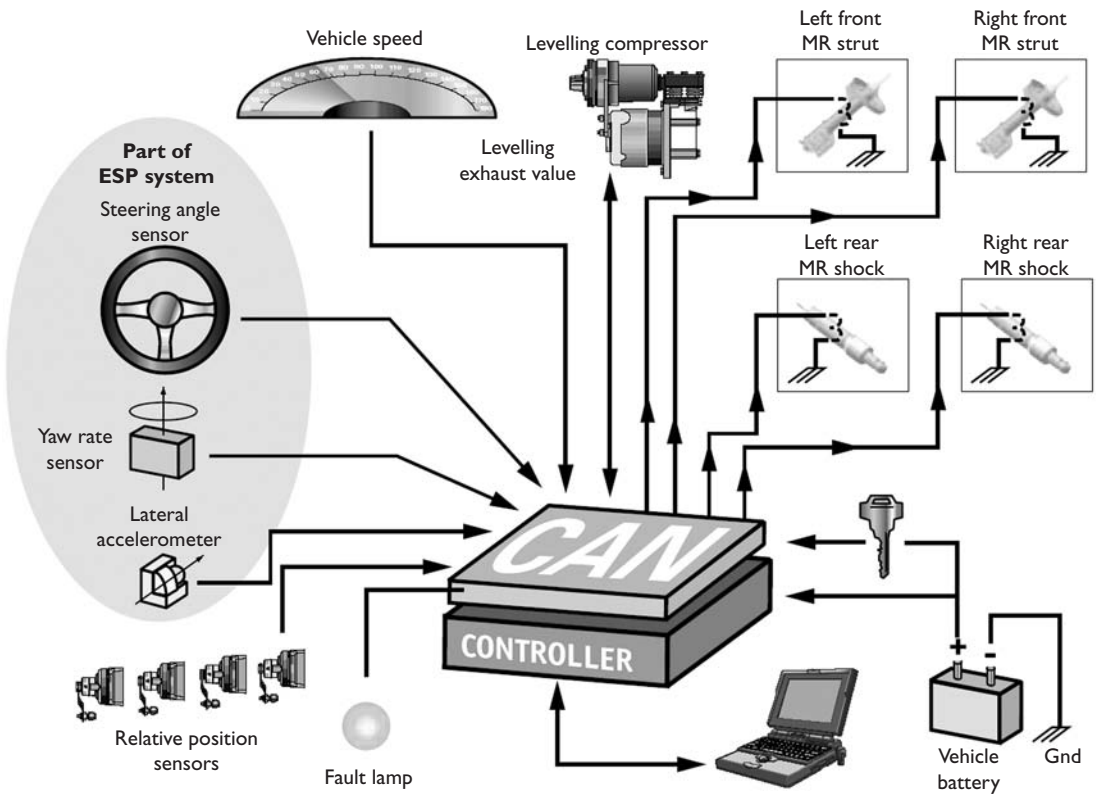 Vehicle speed
Levelling compressor
Levelling
exhaust value
Left front
MR strut
Right front
MR strut
Part of
ESP system
Steering angle
sensor
Left rear
MR shock
Right rear
MR shock
Yaw rate
sensor
Lateral
accelerometer
CAN
CONTROLLER
+
-
Relative position
sensors
Fault lamp
Vehicle
battery
Gnd